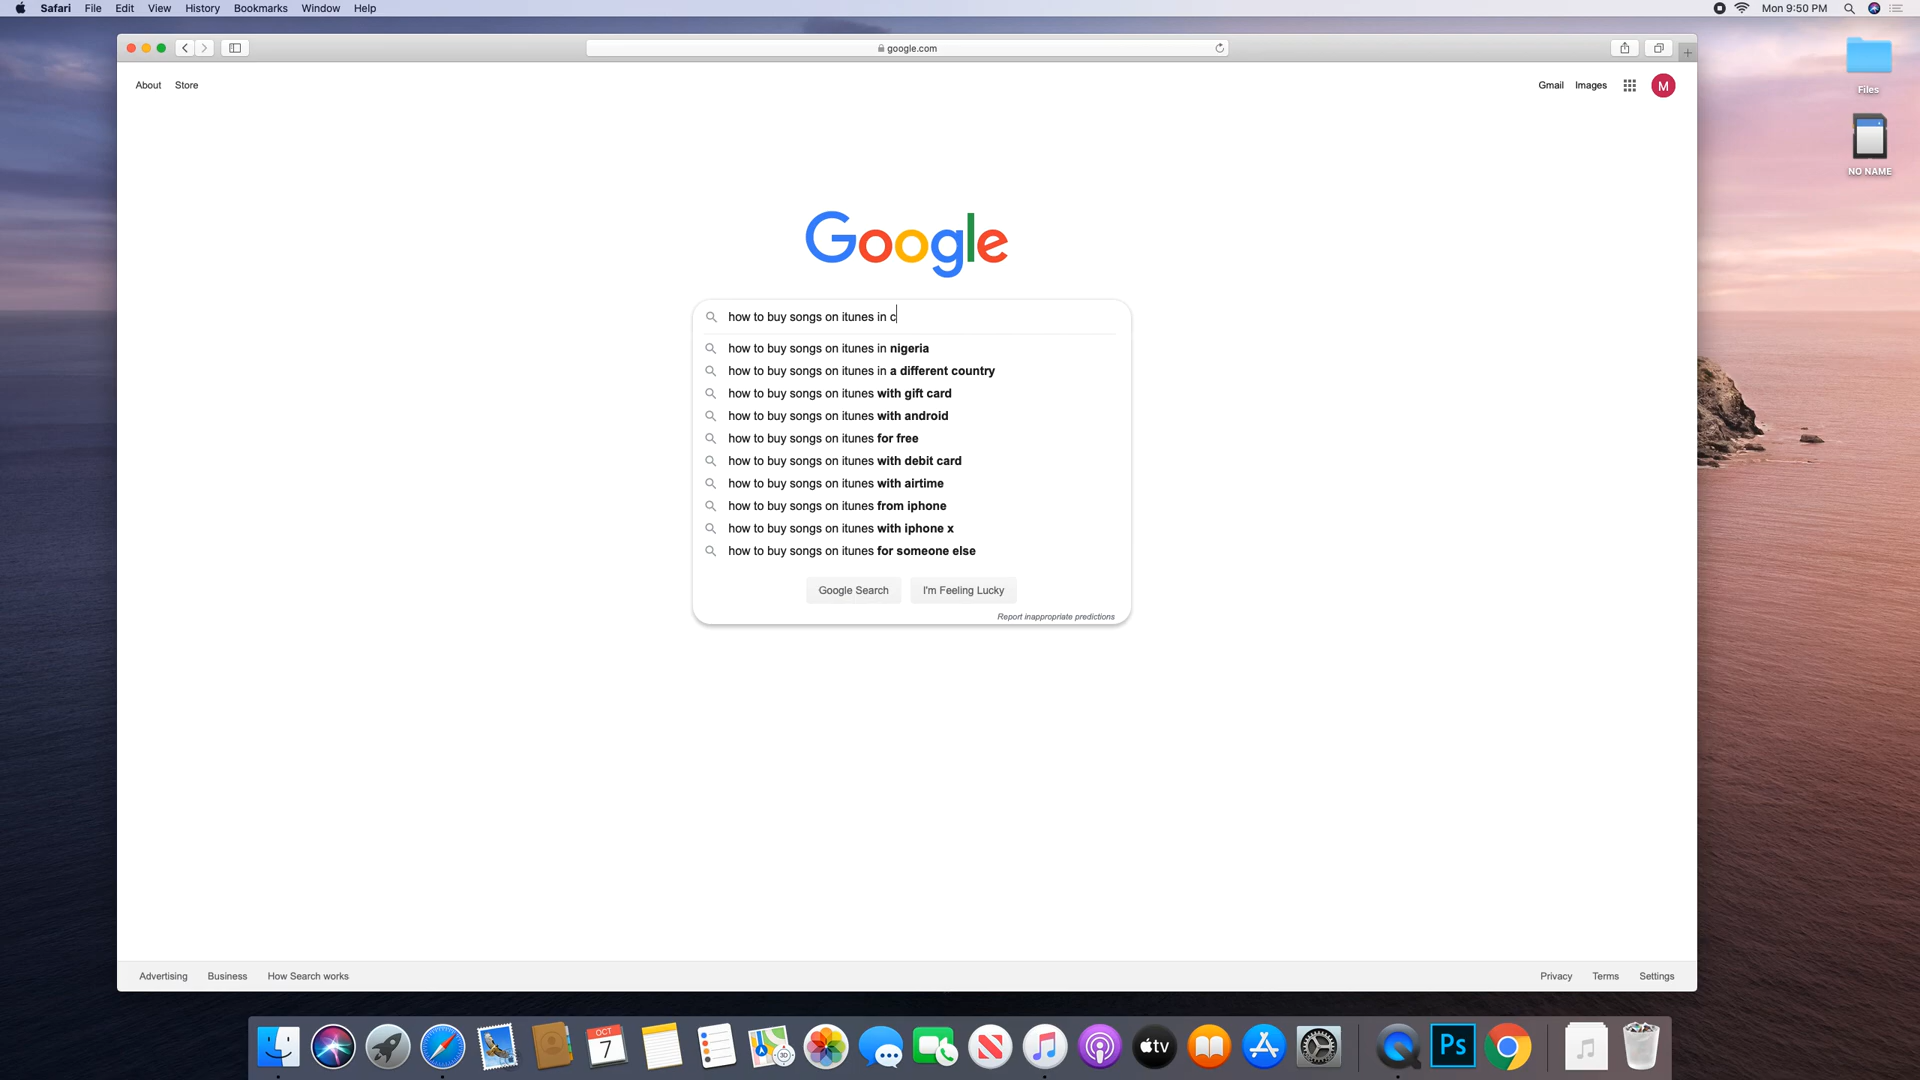 Safari File Edit View History Bookmarks Window Help
Mon 9:50 PM
google.com
About Store
Gmail Images M
Files
NO NAME
Google
how to buy songs on itunes in c
how to buy songs on itunes in nigeria
how to buy songs on itunes in a different country
how to buy songs on itunes with gift card
how to buy songs on itunes with android
how to buy songs on itunes for free
how to buy songs on itunes with debit card
how to buy songs on itunes with airtime
how to buy songs on itunes from iphone
how to buy songs on itunes with iphone x
how to buy songs on itunes for someone else
Google Search I'm Feeling Lucky
Report inappropriate predictions
Advertising Business How Search works
Privacy Terms Settings
OCT
7
3D
tv
Ps